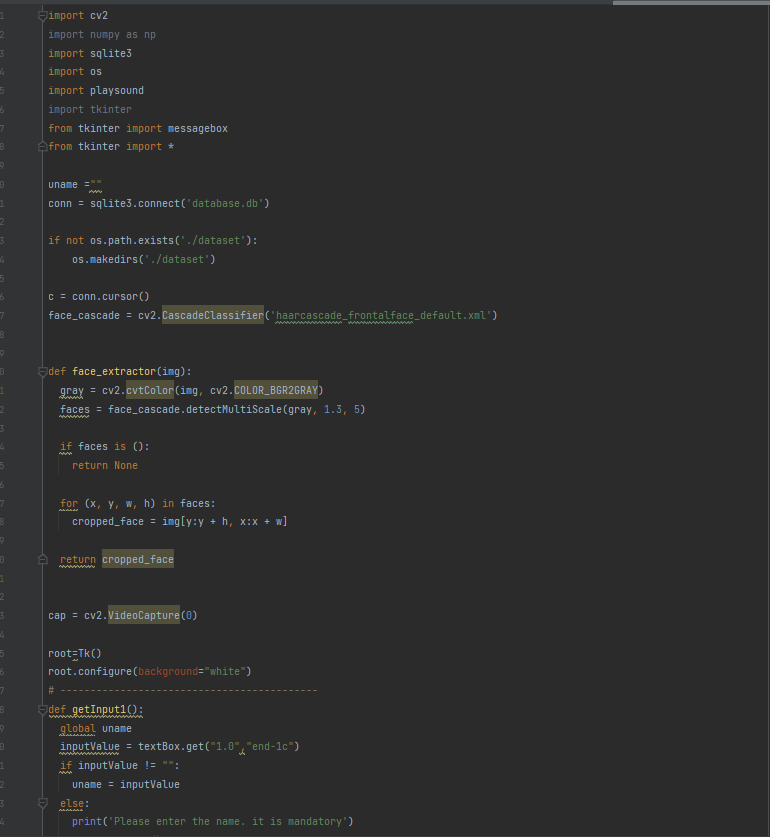 import cv2
import numpy as np
import sqlite3
import os
import playsound
import tkinter
from tkinter import messagebox
from tkinter import *

uname =""
conn = sqlite3.connect('database.db')

if not os.path.exists('./dataset'):
    os.makedirs('./dataset')

c = conn.cursor()
face_cascade = cv2.CascadeClassifier('haarcascade_frontalface_default.xml')


def face_extractor(img):
  gray = cv2.cvtColor(img, cv2.COLOR_BGR2GRAY)
  faces = face_cascade.detectMultiScale(gray, 1.3, 5)

  if faces is ():
    return None

  for (x, y, w, h) in faces:
    cropped_face = img[y:y + h, x:x + w]

  return cropped_face


cap = cv2.VideoCapture(0)

root=Tk()
root.configure(background="white")
# -------------------------------------------
def getInput1():
  global uname
  inputValue = textBox.get("1.0","end-1c")
  if inputValue != "":
    uname = inputValue
  else:
    print('Please enter the name. it is mandatory')